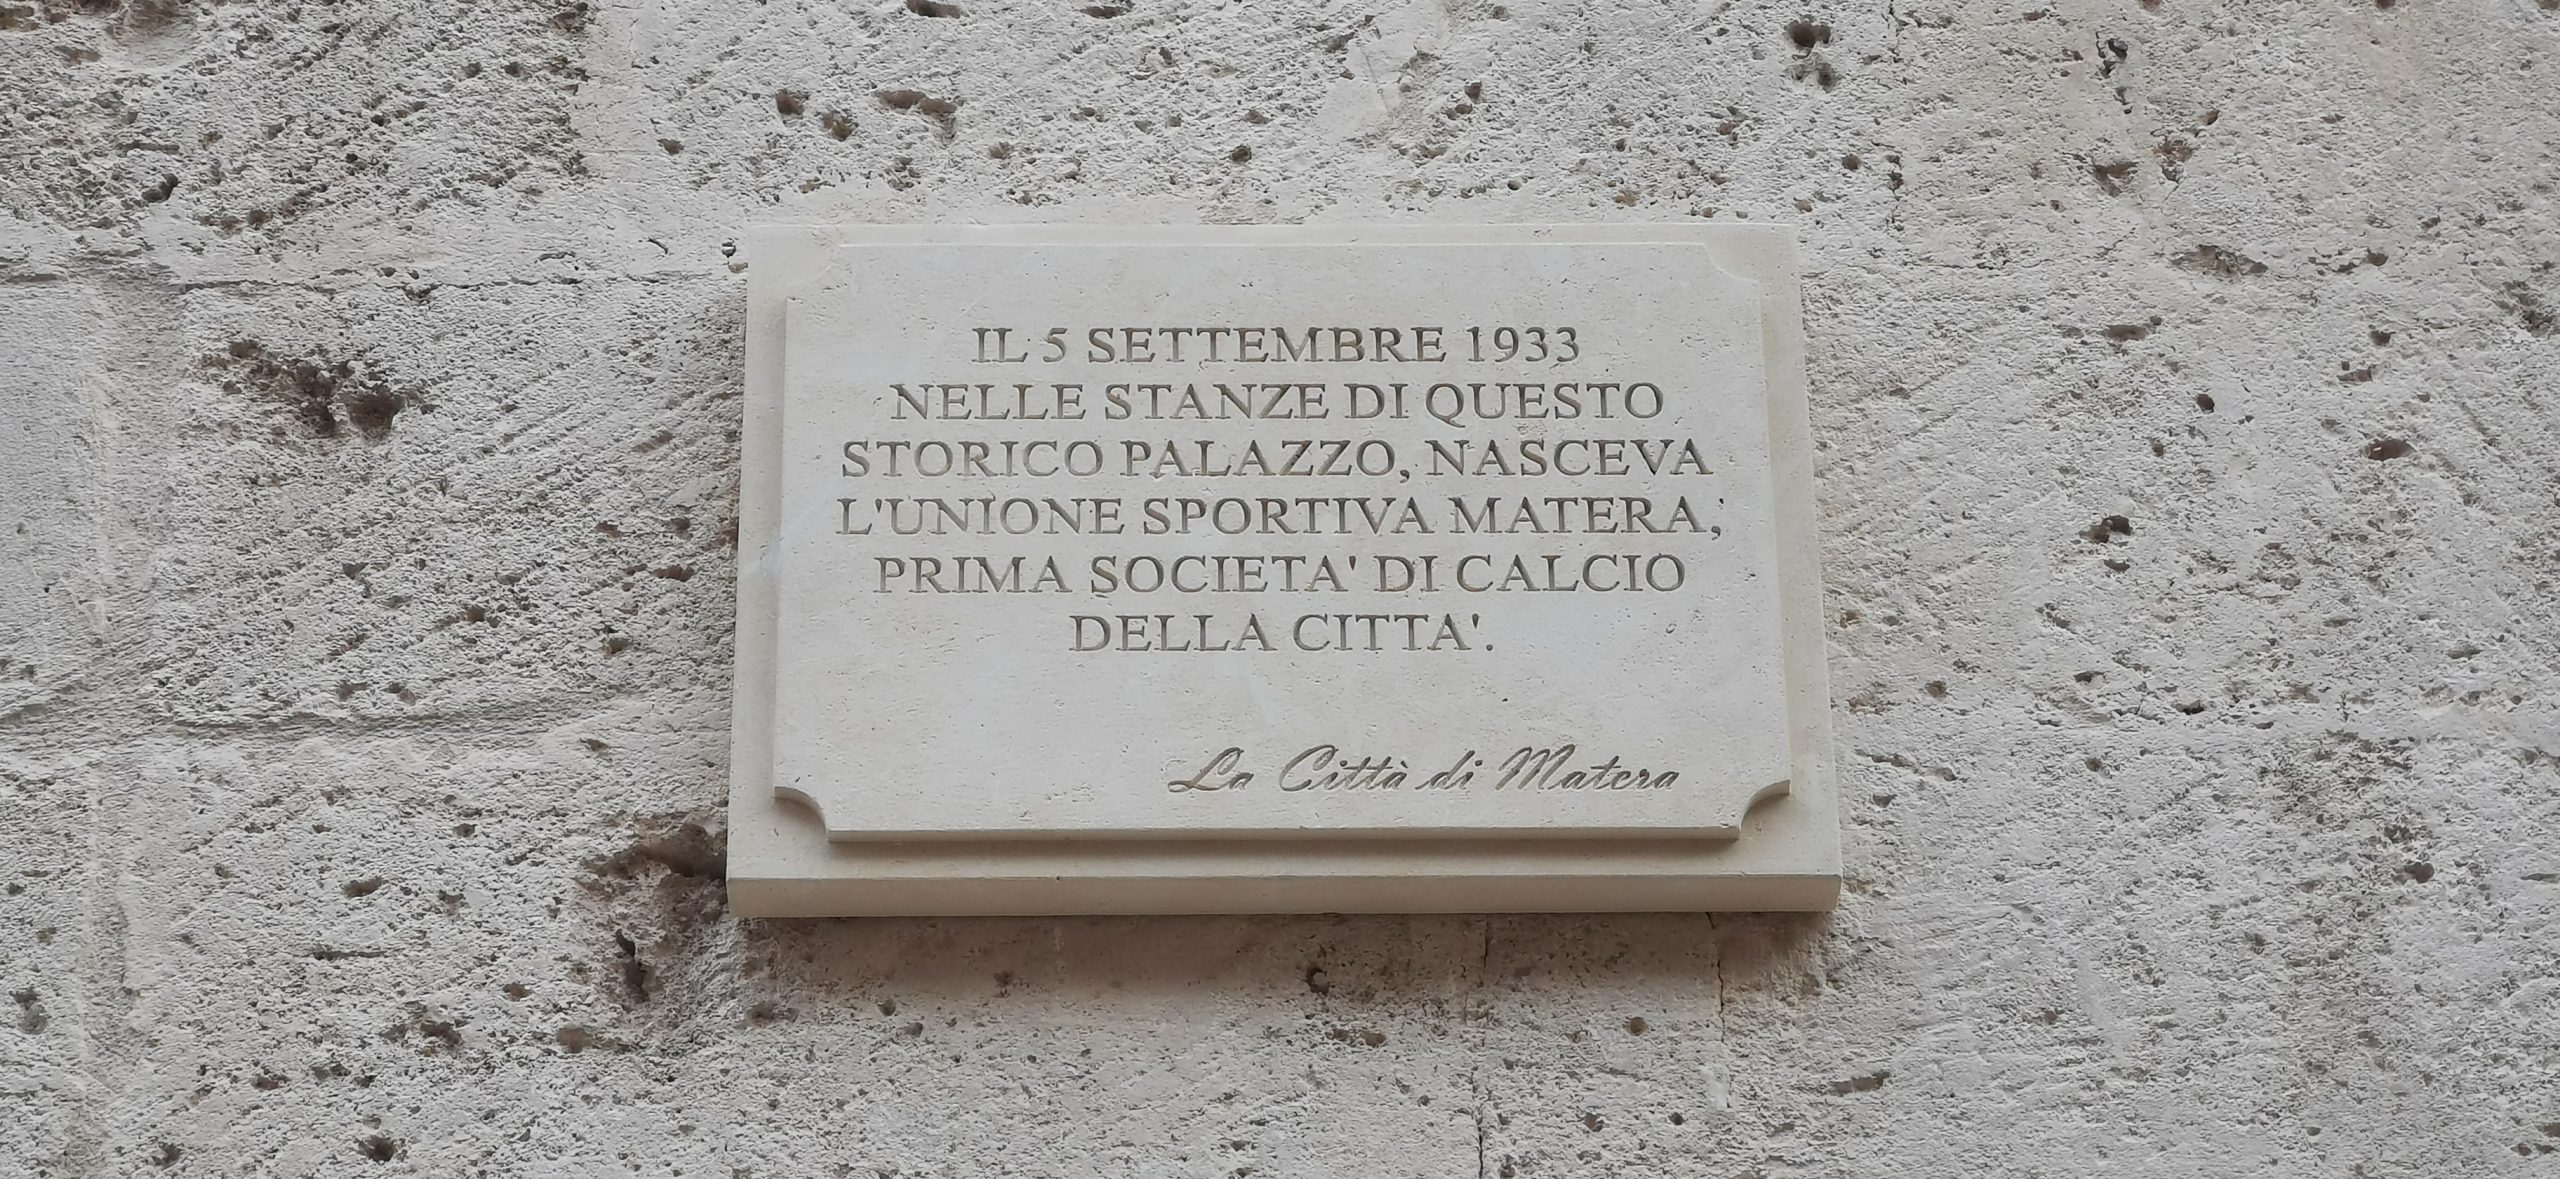 IL 5 SETTEMBRE 1933
NELLE STANZE DI QUESTO
STORICO PALAZZO, NASCEVA
L'UNIONE SPORTIVA MATERA,
PRIMA SOCIETA' DI CALCIO
DELLA CITTA'.
La Città di Matera